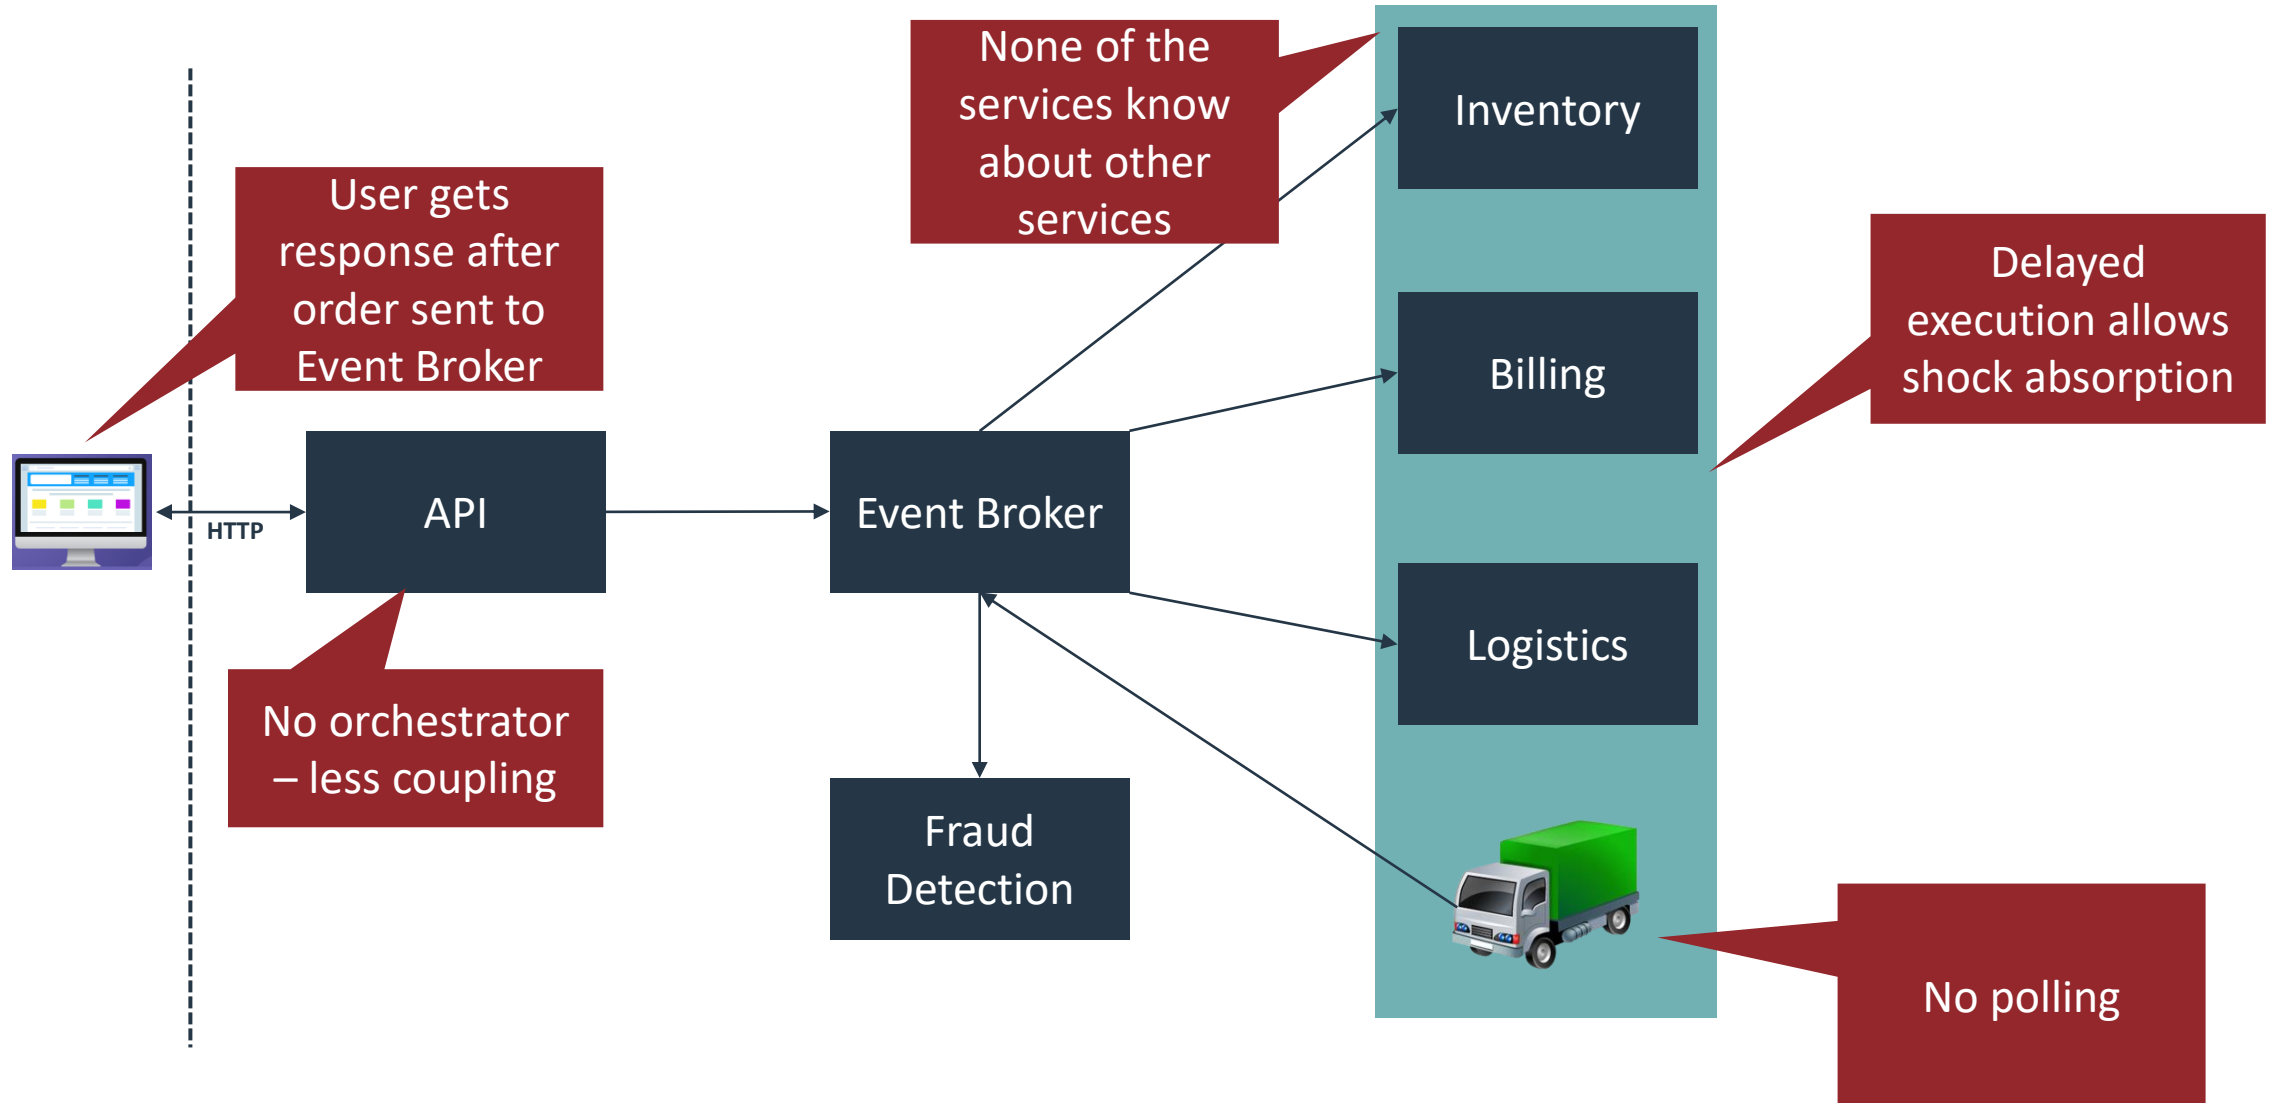 None of the
services know
about other
services
Inventory
User gets
response after
order sent to
Event Broker
Delayed
execution allows
shock absorption
Billing
HTTP
API
Event Broker
Logistics
No orchestrator
– less coupling
Fraud
Detection
No polling